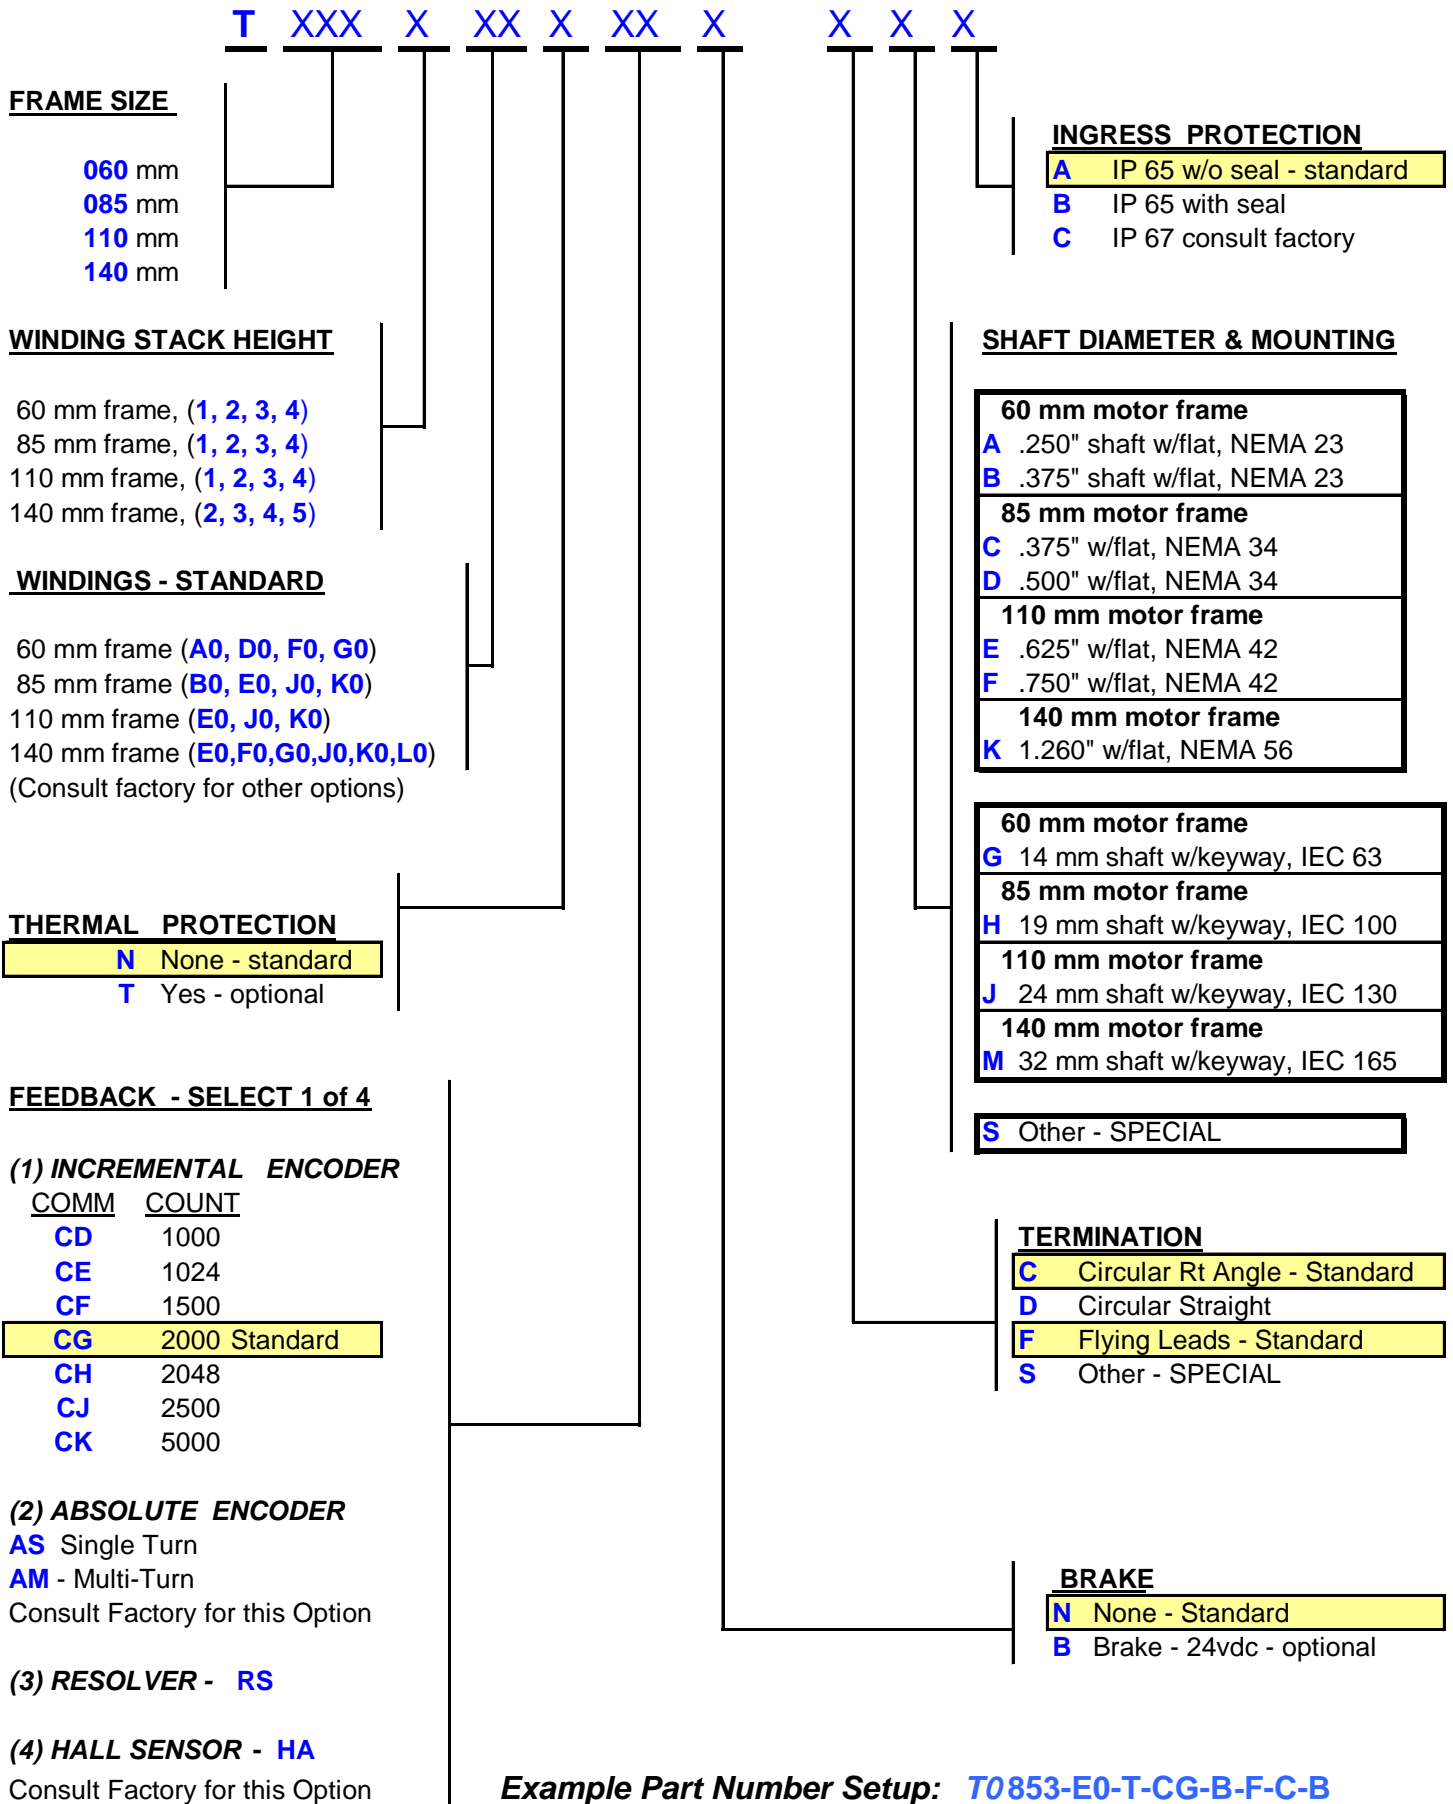 T XXX X XX X XX X X X X
FRAME SIZE
060 mm
085 mm
110 mm
140 mm
WINDING STACK HEIGHT
60 mm frame, (1, 2, 3, 4)
85 mm frame, (1, 2, 3, 4)
110 mm frame, (1, 2, 3, 4)
140 mm frame, (2, 3, 4, 5)
WINDINGS - STANDARD
60 mm frame (A0, D0, F0, G0)
85 mm frame (B0, E0, J0, K0)
110 mm frame (E0, J0, K0)
140 mm frame (E0,F0,G0,J0,K0,L0)
(Consult factory for other options)
THERMAL PROTECTION
N None - standard
T Yes - optional
FEEDBACK - SELECT 1 of 4
(1) INCREMENTAL ENCODER
COMM COUNT
CD 1000
CE 1024
CF 1500
CG 2000 Standard
CH 2048
CJ 2500
CK 5000
(2) ABSOLUTE ENCODER
AS Single Turn
AM - Multi-Turn
Consult Factory for this Option
(3) RESOLVER - RS
(4) HALL SENSOR - HA
Consult Factory for this Option
INGRESS PROTECTION
A IP 65 w/o seal - standard
B IP 65 with seal
C IP 67 consult factory
SHAFT DIAMETER & MOUNTING
60 mm motor frame
A .250" shaft w/flat, NEMA 23
B .375" shaft w/flat, NEMA 23
85 mm motor frame
C .375" w/flat, NEMA 34
D .500" w/flat, NEMA 34
110 mm motor frame
E .625" w/flat, NEMA 42
F .750" w/flat, NEMA 42
140 mm motor frame
K 1.260" w/flat, NEMA 56
60 mm motor frame
G 14 mm shaft w/keyway, IEC 63
85 mm motor frame
H 19 mm shaft w/keyway, IEC 100
110 mm motor frame
J 24 mm shaft w/keyway, IEC 130
140 mm motor frame
M 32 mm shaft w/keyway, IEC 165
S Other - SPECIAL
TERMINATION
C Circular Rt Angle - Standard
D Circular Straight
F Flying Leads - Standard
S Other - SPECIAL
BRAKE
N None - Standard
B Brake - 24vdc - optional
Example Part Number Setup: T0853-E0-T-CG-B-F-C-B